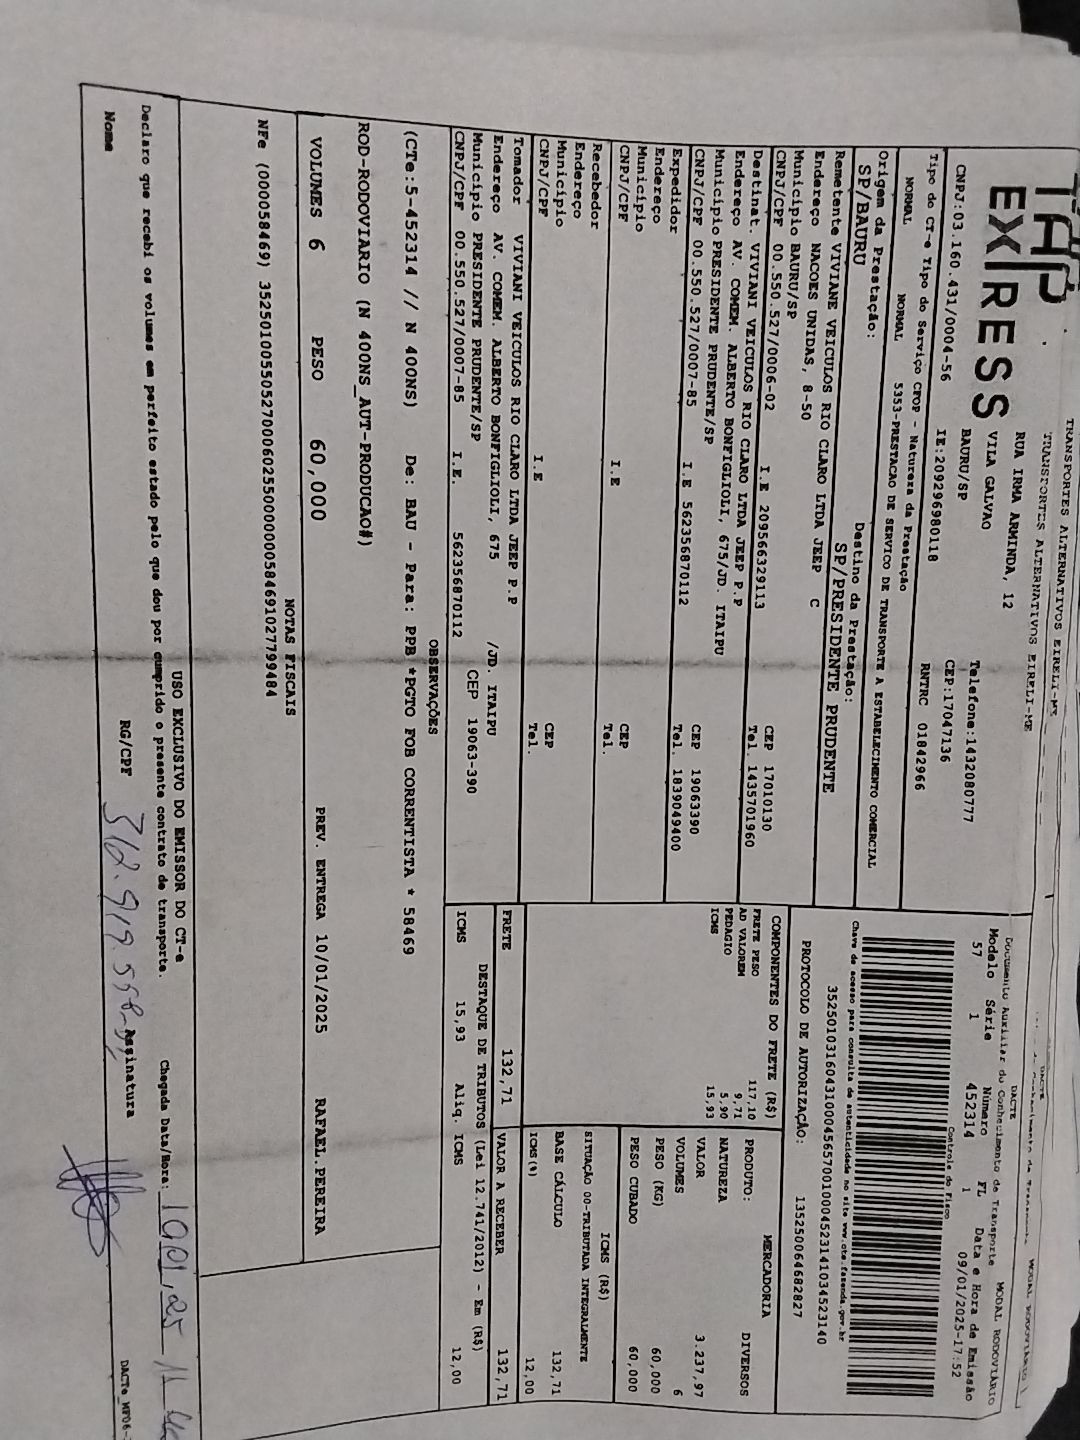 TRANSPORTES ALTERNATIVOS EIRELI-ME
TRANSPORTES ALTERNATIVOS EIRELI-ME
TAP
EXPRESS
RUA IRMA ARMINDA, 12
VILA GALVAO
BAURU/SP
Telefone:1432080777
CEP:17047136
CNPJ:03.160.431/0004-56 IE:209296980118 RNTRC 01842966
DACTE
Documento Auxiliar do Conhecimento de Transporte MODAL RODOVIÁRIO
Modelo Série Número FL Data e Hora de Emissão
57 1 452314 1 09/01/2025-17:52
Controle do Fisco
Chave de acesso para consulta de autenticidade no site www.cte.fazenda.gov.br
PROTOCOLO DE AUTORIZAÇÃO: 135250064682827
Tipo do CT-e Tipo do Serviço CFOP - Natureza da Prestação
NORMAL NORMAL 5353-PRESTACAO DE SERVICO DE TRANSPORTE A ESTABELECIMENTO COMERCIAL
Origem da Prestação: Destino da Prestação:
SP/BAURU SP/PRESIDENTE PRUDENTE
Remetente VIVIANE VEICULOS RIO CLARO LTDA JEEP C
Endereço NACOES UNIDAS, 8-50
Município BAURU/SP CEP 17010130
CNPJ/CPF 00.550.527/0006-02 I.E 209566329113 Tel. 1435701960
Destinat. VIVIANI VEICULOS RIO CLARO LTDA JEEP P.P
Endereço AV. COMEM. ALBERTO BONFIGLIOLI, 675/JD. ITAIPU
Município PRESIDENTE PRUDENTE/SP CEP 19063390
CNPJ/CPF 00.550.527/0007-85 I.E 562356870112 Tel. 1839049400
Expedidor
Endereço
Município CEP
CNPJ/CPF I.E Tel.
Recebedor
Endereço
Município CEP
CNPJ/CPF I.E Tel.
Tomador VIVIANI VEICULOS RIO CLARO LTDA JEEP P.P
Endereço AV. COMEM. ALBERTO BONFIGLIOLI, 675 /JD. ITAIPU
Município PRESIDENTE PRUDENTE/SP CEP 19063-390
CNPJ/CPF 00.550.527/0007-85 I.E. 562356870112
COMPONENTES DO FRETE (R$)
FRETE PESO 117,10
AD VALOREM 9,71
PEDAGIO 5,90
ICMS 15,93
MERCADORIA
PRODUTO: DIVERSOS
NATUREZA
VALOR 3.237,97
VOLUMES 6
PESO (KG) 60,000
PESO CUBADO 60,000
ICMS (R$)
SITUAÇÃO 00-TRIBUTADA INTEGRALMENTE
BASE CÁLCULO 132,71
ICMS(%) 12,00
FRETE 132,71 VALOR A RECEBER 132,71
DESTAQUE DE TRIBUTOS (Lei 12.741/2012) - Em (R$)
ICMS 15,93 Aliq. ICMS 12,00
OBSERVAÇÕES
(CTe:5-452314 // N 400NS) De: BAU - Para: PPB *PGTO FOB CORRENTISTA * 58469
ROD-RODOVIARIO (N 400NS_AUT-PRODUCAO#)
VOLUMES 6 PESO 60,000 PREV. ENTREGA 10/01/2025 RAFAEL.PEREIRA
NOTAS FISCAIS
USO EXCLUSIVO DO EMISSOR DO CT-e
Declaro que recebi os volumes em perfeito estado pelo que dou por cumprido o presente contrato de transporte. Chegada Data/Hora: 10,01,25 11
Nome RG/CPF Assinatura